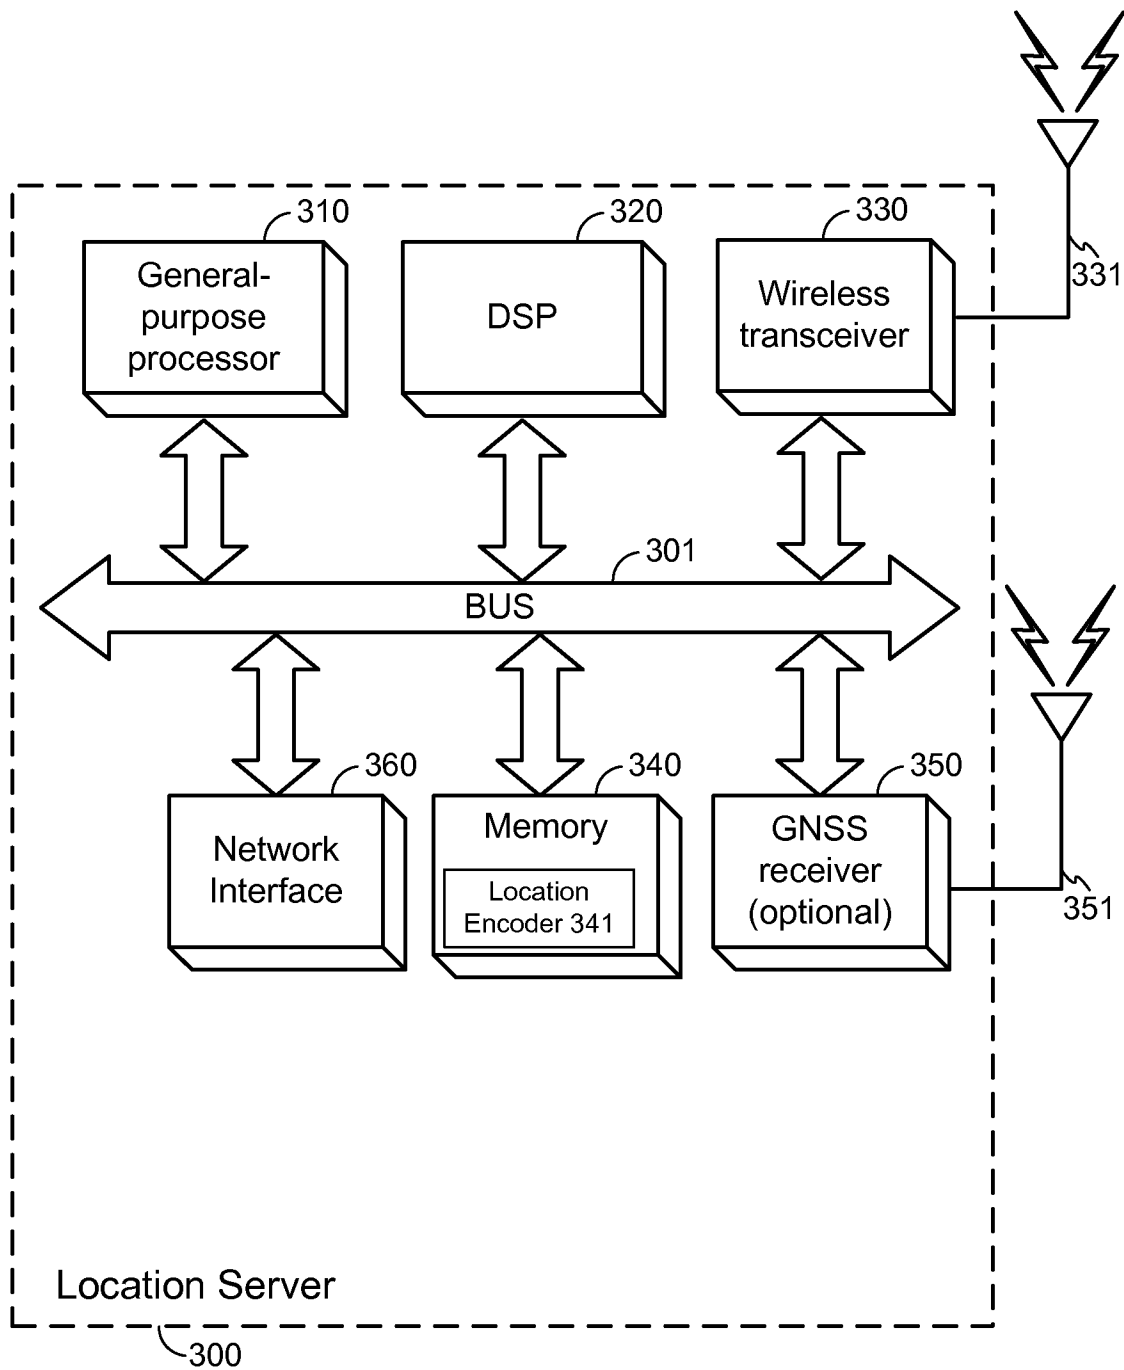 310
320
330
General-
purpose
processor
DSP
Wireless
transceiver
331
301
BUS
360
340
350
Network
Interface
Memory
Location
Encoder 341
GNSS
receiver
(optional)
351
Location Server
300